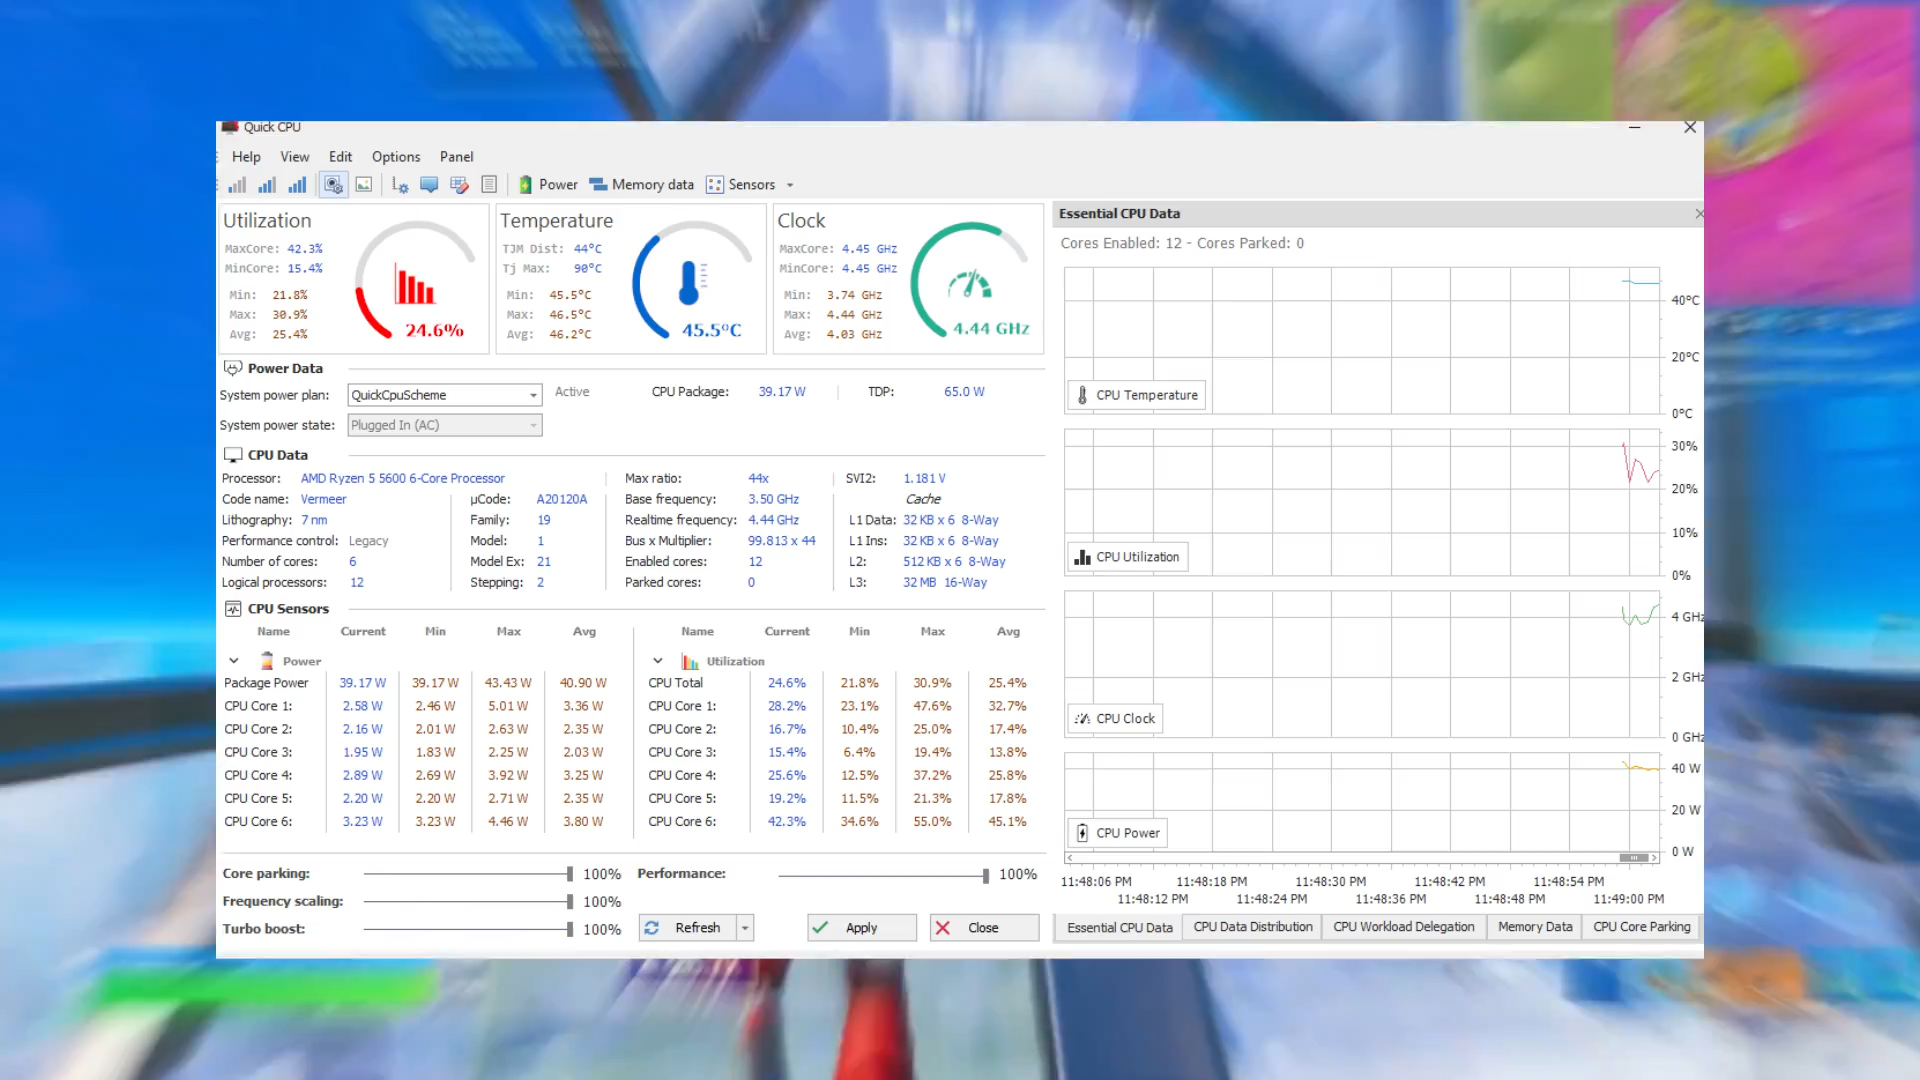 Quick CPU
Help View Edit Options Panel
Power Memory data Sensors
Utilization
MaxCore: 42.3%
MinCore: 15.4%
Min: 21.8%
Max: 30.9%
Avg: 25.4%
24.6%
Temperature
TJM Dist: 44°C
Tj Max: 90°C
Min: 45.5°C
Max: 46.5°C
Avg: 46.2°C
45.5°C
Clock
MaxCore: 4.45 GHz
MinCore: 4.45 GHz
Min: 3.74 GHz
Max: 4.44 GHz
Avg: 4.03 GHz
4.44 GHz
Power Data
System power plan: QuickCpuScheme Active CPU Package: 39.17 W TDP: 65.0 W
System power state: Plugged In (AC)
CPU Data
Processor: AMD Ryzen 5 5600 6-Core Processor Max ratio: 44x SVI2: 1.181 V
Code name: Vermeer µCode: A20120A Base frequency: 3.50 GHz Cache
Lithography: 7 nm Family: 19 Realtime frequency: 4.44 GHz L1 Data: 32 KB x 6 8-Way
Performance control: Legacy Model: 1 Bus x Multiplier: 99.813 x 44 L1 Ins: 32 KB x 6 8-Way
Number of cores: 6 Model Ex: 21 Enabled cores: 12 L2: 512 KB x 6 8-Way
Logical processors: 12 Stepping: 2 Parked cores: 0 L3: 32 MB 16-Way
CPU Sensors
Name Current Min Max Avg Name Current Min Max Avg
Power Utilization
Package Power 39.17 W 39.17 W 43.43 W 40.90 W CPU Total 24.6% 21.8% 30.9% 25.4%
CPU Core 1: 2.58 W 2.46 W 5.01 W 3.36 W CPU Core 1: 28.2% 23.1% 47.6% 32.7%
CPU Core 2: 2.16 W 2.01 W 2.63 W 2.35 W CPU Core 2: 16.7% 10.4% 25.0% 17.4%
CPU Core 3: 1.95 W 1.83 W 2.25 W 2.03 W CPU Core 3: 15.4% 6.4% 19.4% 13.8%
CPU Core 4: 2.89 W 2.69 W 3.92 W 3.25 W CPU Core 4: 25.6% 12.5% 37.2% 25.8%
CPU Core 5: 2.20 W 2.20 W 2.71 W 2.35 W CPU Core 5: 19.2% 11.5% 21.3% 17.8%
CPU Core 6: 3.23 W 3.23 W 4.46 W 3.80 W CPU Core 6: 42.3% 34.6% 55.0% 45.1%
Core parking: 100% Performance: 100%
Frequency scaling: 100%
Turbo boost: 100% Refresh Apply Close
Essential CPU Data
Cores Enabled: 12 - Cores Parked: 0
40°C
20°C
CPU Temperature
0°C
30%
20%
10%
CPU Utilization
0%
4 GHz
2 GHz
CPU Clock
0 GHz
40 W
20 W
CPU Power
0 W
11:48:06 PM 11:48:18 PM 11:48:30 PM 11:48:42 PM 11:48:54 PM
11:48:12 PM 11:48:24 PM 11:48:36 PM 11:48:48 PM 11:49:00 PM
Essential CPU Data CPU Data Distribution CPU Workload Delegation Memory Data CPU Core Parking